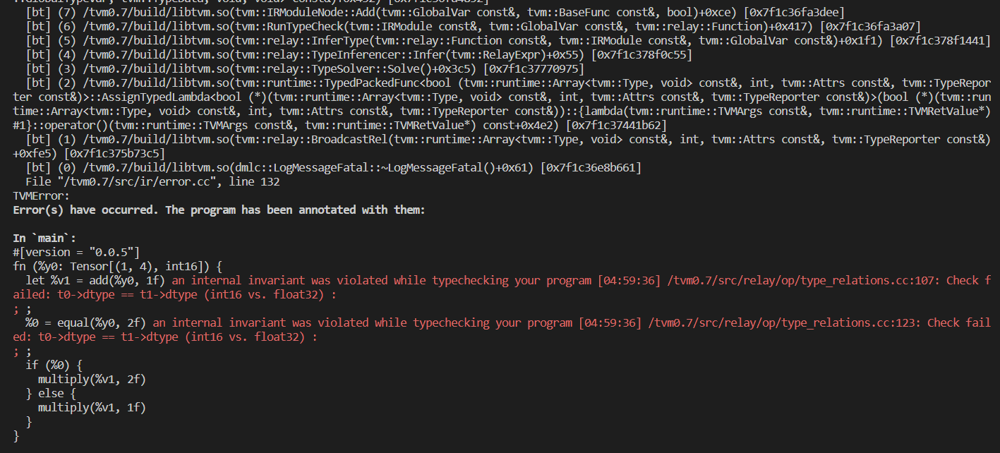 ::GlobalTypeVar, tvm::TypeData, void, void> const&)+0x492) [0x7f1c36fa4892]
[bt] (7) /tvm0.7/build/libtvm.so(tvm::IRModuleNode::Add(tvm::GlobalVar const&, tvm::BaseFunc const&, bool)+0xce) [0x7f1c36fa3dee]
[bt] (6) /tvm0.7/build/libtvm.so(tvm::RunTypeCheck(tvm::IRModule const&, tvm::GlobalVar const&, tvm::relay::Function)+0x417) [0x7f1c36fa3a07]
[bt] (5) /tvm0.7/build/libtvm.so(tvm::relay::InferType(tvm::relay::Function const&, tvm::IRModule const&, tvm::GlobalVar const&)+0x1f1) [0x7f1c378f1441]
[bt] (4) /tvm0.7/build/libtvm.so(tvm::relay::TypeInferencer::Infer(tvm::RelayExpr)+0x55) [0x7f1c378f0c55]
[bt] (3) /tvm0.7/build/libtvm.so(tvm::relay::TypeSolver::Solve()+0x3c5) [0x7f1c37770975]
[bt] (2) /tvm0.7/build/libtvm.so(tvm::runtime::TypedPackedFunc<bool (tvm::runtime::Array<tvm::Type, void> const&, int, tvm::Attrs const&, tvm::TypeRepor
ter const&)>::AssignTypedLambda<bool (*)(tvm::runtime::Array<tvm::Type, void> const&, int, tvm::Attrs const&, tvm::TypeReporter const&)>(bool (*)(tvm::run
time::Array<tvm::Type, void> const&, int, tvm::Attrs const&, tvm::TypeReporter const&))::{lambda(tvm::runtime::TVMArgs const&, tvm::runtime::TVMRetValue*)
#1}::operator()(tvm::runtime::TVMArgs const&, tvm::runtime::TVMRetValue*) const+0x4e2) [0x7f1c37441b62]
[bt] (1) /tvm0.7/build/libtvm.so(tvm::relay::BroadcastRel(tvm::runtime::Array<tvm::Type, void> const&, int, tvm::Attrs const&, tvm::TypeReporter const&)
+0xfe5) [0x7f1c375b73c5]
[bt] (0) /tvm0.7/build/libtvm.so(dmlc::LogMessageFatal::~LogMessageFatal()+0x61) [0x7f1c36e8b661]
File "/tvm0.7/src/ir/error.cc", line 132
TVMError:
Error(s) have occurred. The program has been annotated with them:
In `main`:
#[version = "0.0.5"]
fn (%y0: Tensor[(1, 4), int16]) {
let %v1 = add(%y0, 1f) an internal invariant was violated while typechecking your program [04:59:36] /tvm0.7/src/relay/op/type_relations.cc:107: Check f
ailed: t0->dtype == t1->dtype (int16 vs. float32) :
; ;
%0 = equal(%y0, 2f) an internal invariant was violated while typechecking your program [04:59:36] /tvm0.7/src/relay/op/type_relations.cc:123: Check fail
ed: t0->dtype == t1->dtype (int16 vs. float32) :
; ;
if (%0) {
multiply(%v1, 2f)
} else {
multiply(%v1, 1f)
}
}